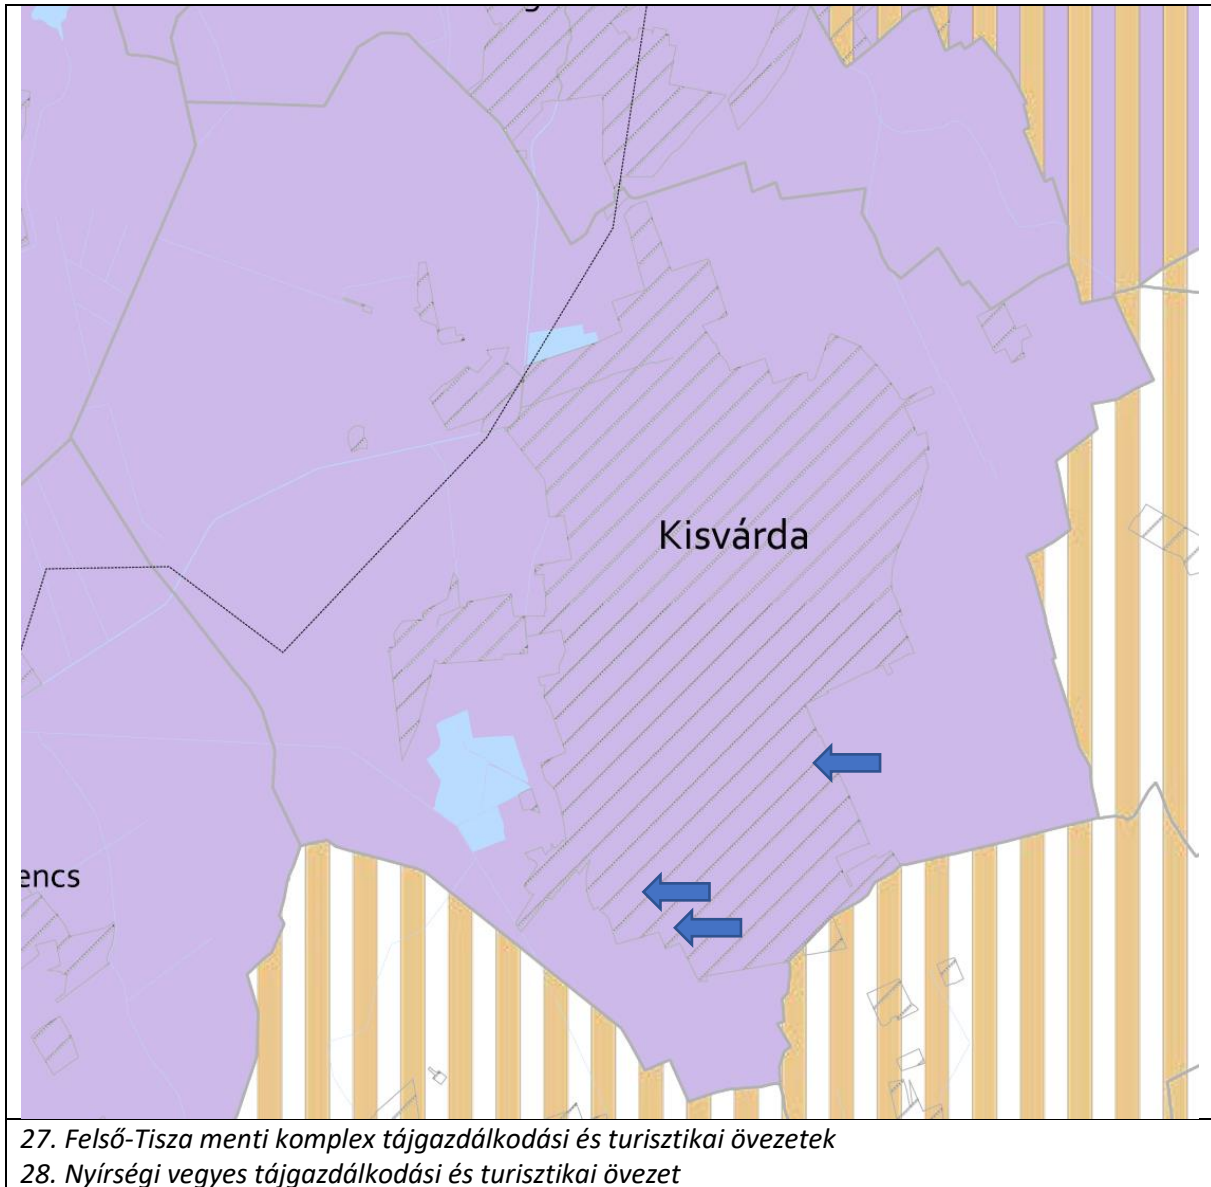 Kisvárda
encs
27. Felső-Tisza menti komplex tájgazdálkodási és turisztikai övezetek
28. Nyírségi vegyes tájgazdálkodási és turisztikai övezet